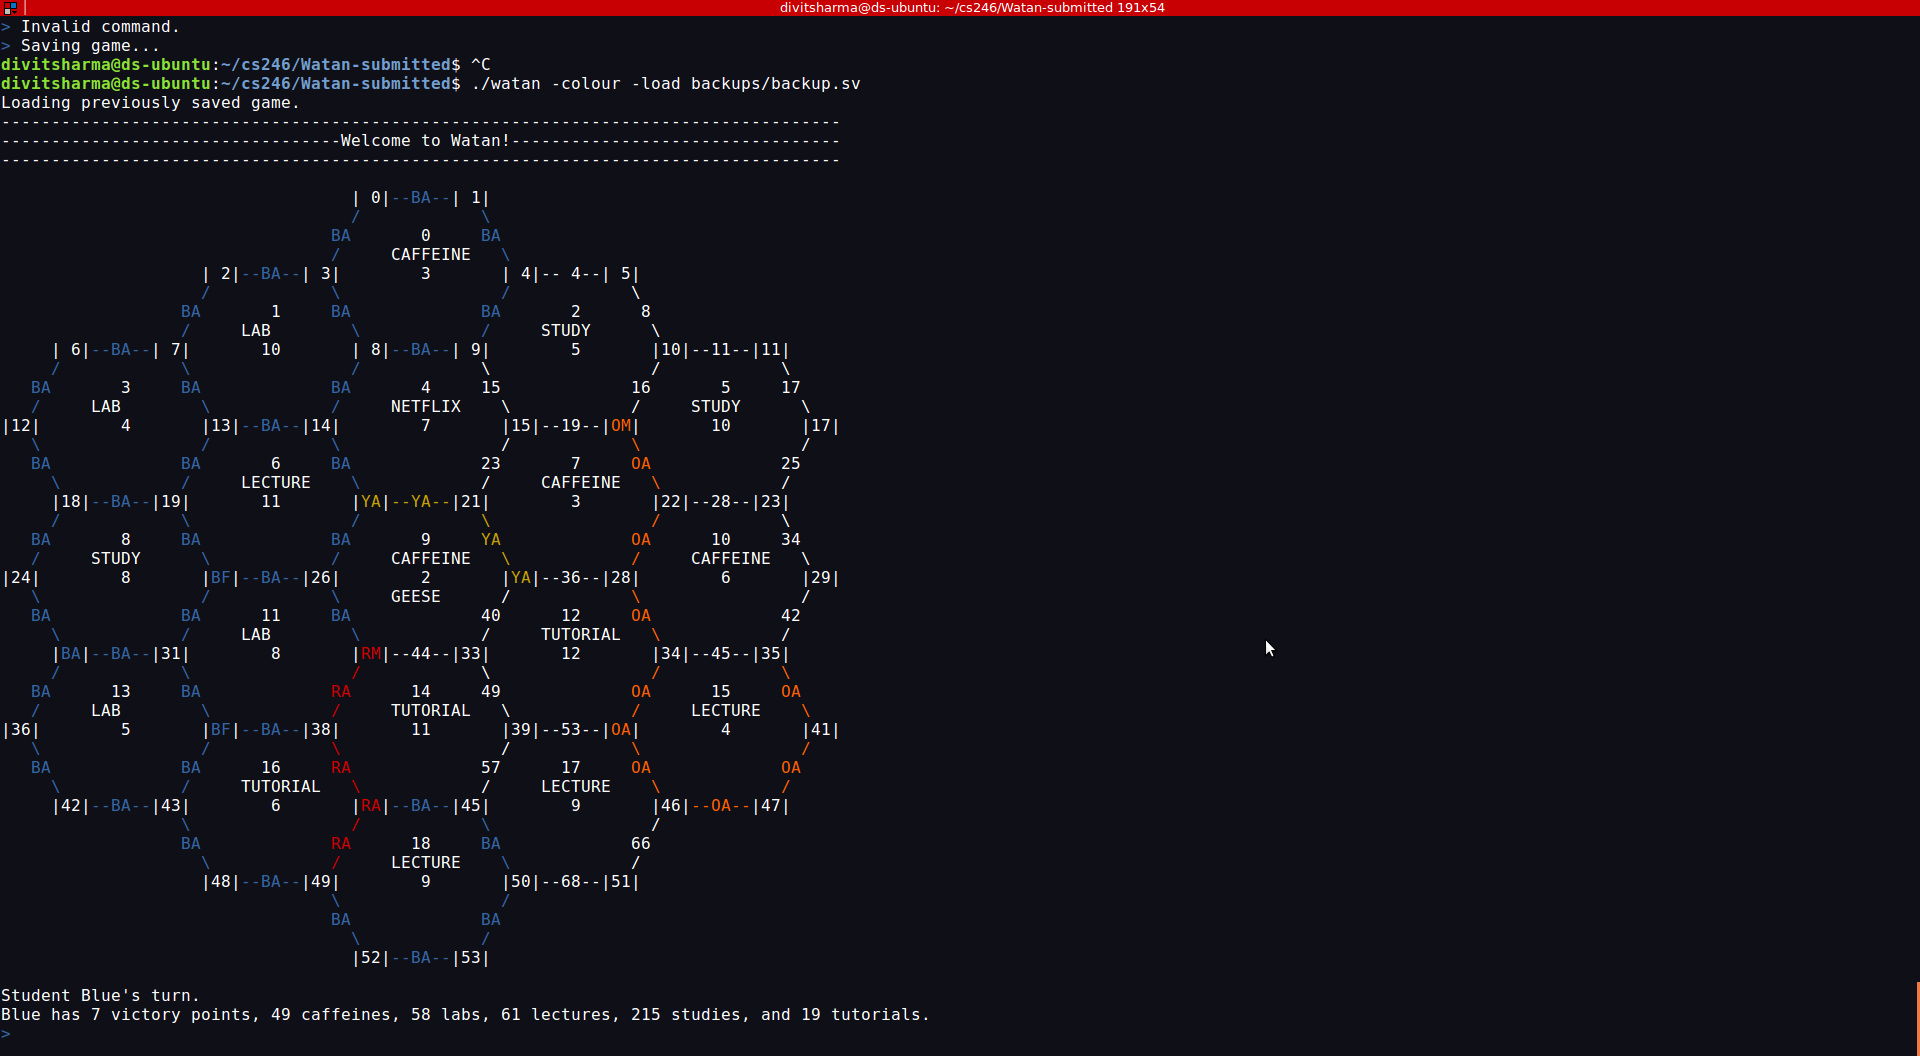 divitsharma@ds-ubuntu: ~/cs246/Watan-submitted 191x54
> Invalid command.
> Saving game...
divitsharma@ds-ubuntu:~/cs246/Watan-submitted$ ^C
divitsharma@ds-ubuntu:~/cs246/Watan-submitted$ ./watan -colour -load backups/backup.sv
Loading previously saved game.
------------------------------------------------------------------------------------
----------------------------------Welcome to Watan!---------------------------------
------------------------------------------------------------------------------------
                                   | 0|--BA--| 1|
                                   /            \
                                 BA       0     BA
                                 /     CAFFEINE   \
                    | 2|--BA--| 3|        3       | 4|-- 4--| 5|
                    /            \                /            \
                  BA       1     BA             BA       2      8
                  /     LAB        \            /     STUDY      \
     | 6|--BA--| 7|       10       | 8|--BA--| 9|        5       |10|--11--|11|
     /            \                /            \                /            \
   BA       3     BA             BA       4     15             16       5     17
   /     LAB        \            /     NETFLIX    \            /     STUDY      \
|12|        4       |13|--BA--|14|        7       |15|--19--|OM|       10       |17|
   \                /            \                /            \                /
   BA             BA       6     BA             23       7     OA             25
     \            /     LECTURE    \            /     CAFFEINE   \            /
     |18|--BA--|19|       11       |YA|--YA--|21|        3       |22|--28--|23|
     /            \                /            \                /            \
   BA       8     BA             BA       9     YA             OA      10     34
   /     STUDY      \            /     CAFFEINE   \            /     CAFFEINE   \
|24|        8       |BF|--BA--|26|        2       |YA|--36--|28|        6       |29|
   \                /            \     GEESE      /            \                /
   BA             BA      11     BA             40      12     OA             42
     \            /     LAB        \            /     TUTORIAL   \            /
     |BA|--BA--|31|        8       |RM|--44--|33|       12       |34|--45--|35|
     /            \                /            \                /            \
   BA      13     BA             RA      14     49             OA      15     OA
   /     LAB        \            /     TUTORIAL   \            /     LECTURE    \
|36|        5       |BF|--BA--|38|       11       |39|--53--|OA|        4       |41|
   \                /            \                /            \                /
   BA             BA      16     RA             57      17     OA             OA
     \            /     TUTORIAL   \            /     LECTURE    \            /
     |42|--BA--|43|        6       |RA|--BA--|45|        9       |46|--OA--|47|
                  \                /            \                /
                  BA             RA      18     BA             66
                    \            /     LECTURE    \            /
                    |48|--BA--|49|        9       |50|--68--|51|
                                 \                /
                                 BA             BA
                                   \            /
                                   |52|--BA--|53|
Student Blue's turn.
Blue has 7 victory points, 49 caffeines, 58 labs, 61 lectures, 215 studies, and 19 tutorials.
>